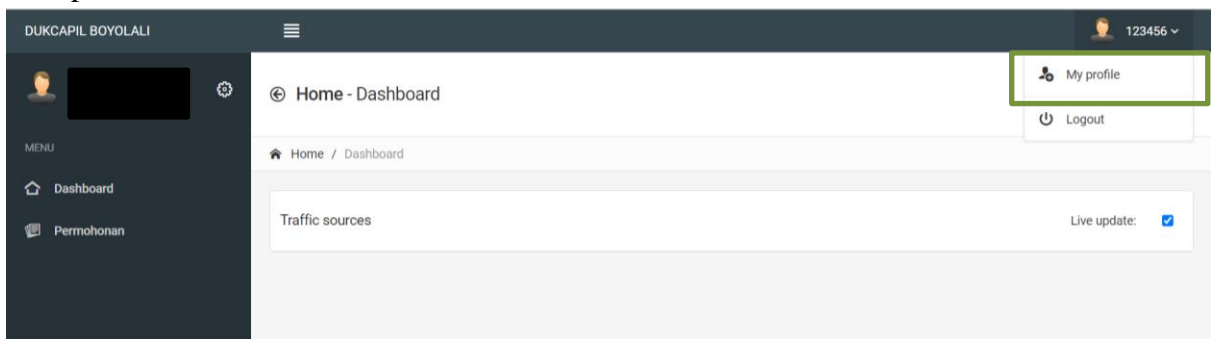 DUKCAPIL BOYOLALI
123456
My profile
Home - Dashboard
Logout
MENU
Home / Dashboard
Dashboard
Traffic sources
Live update:
Permohonan